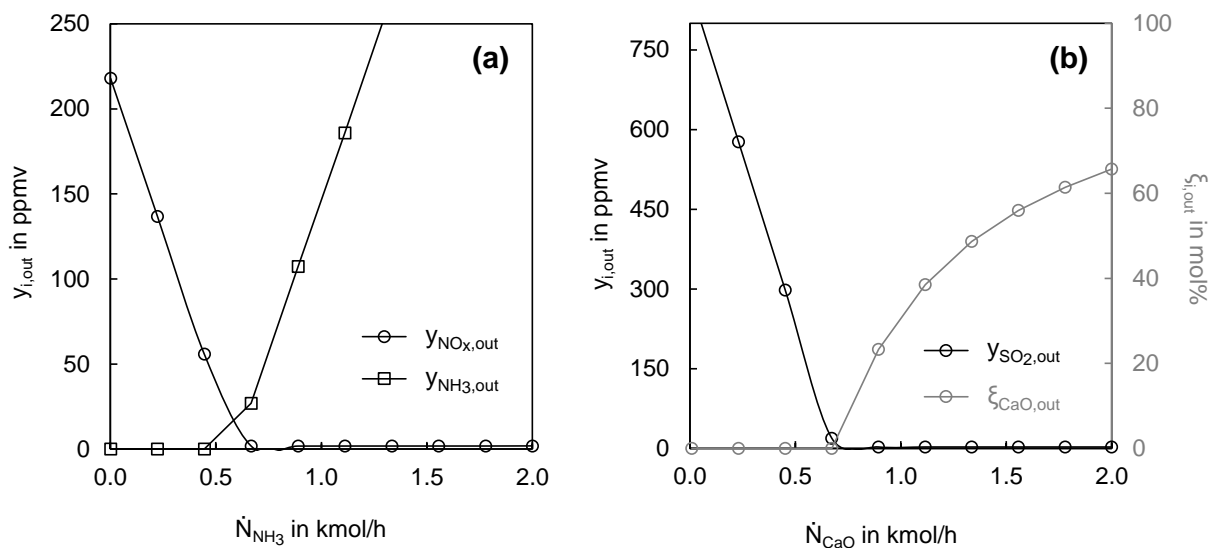 (a)
250
200
150
100
50
0
y_i,out in ppmv
y_NOx,out
y_NH3,out
0.0 0.5 1.0 1.5 2.0
Ṅ_NH3 in kmol/h
(b)
750
600
450
300
150
0
y_i,out in ppmv
100
80
60
40
20
0
ξ_i,out in mol%
y_SO2,out
ξ_CaO,out
0.0 0.5 1.0 1.5 2.0
Ṅ_CaO in kmol/h